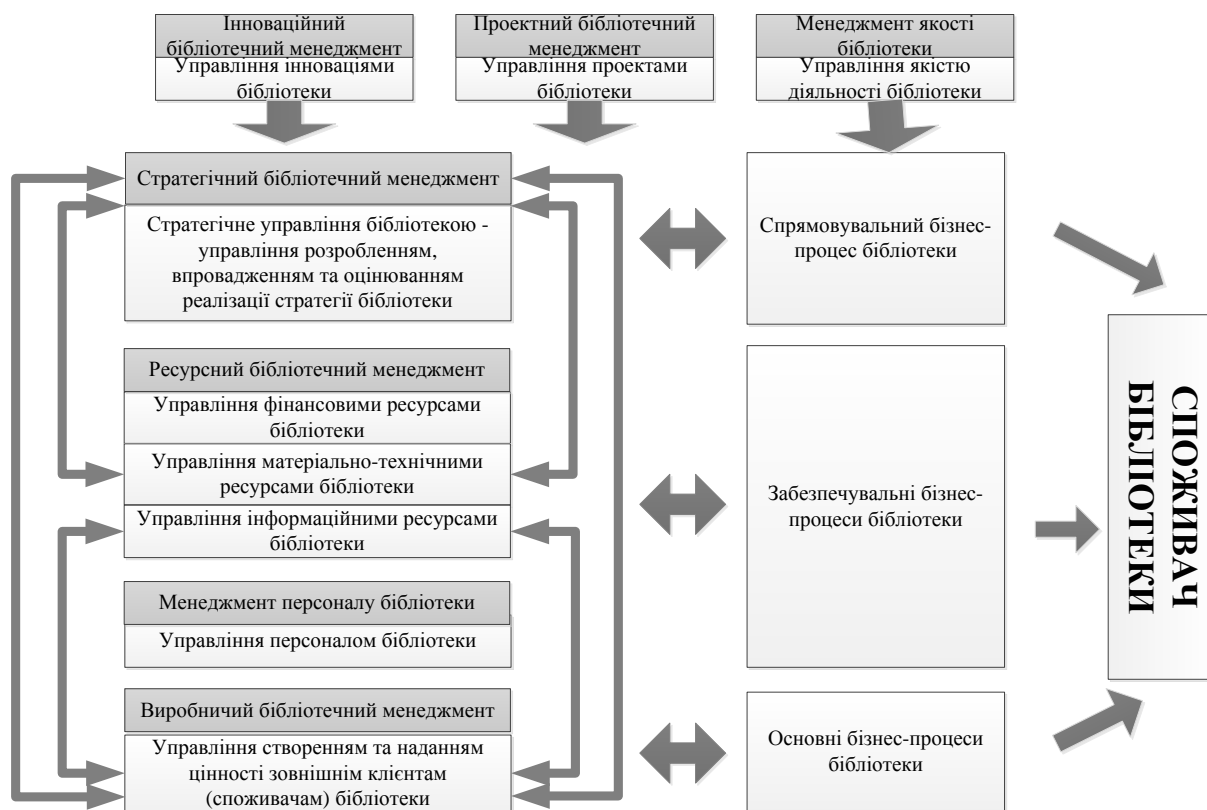 Інноваційний
бібліотечний менеджмент
Управління інноваціями
бібліотеки
Проектний бібліотечний
менеджмент
Управління проектами
бібліотеки
Менеджмент якості
бібліотеки
Управління якістю
діяльності бібліотеки
Стратегічний бібліотечний менеджмент
Стратегічне управління бібліотекою -
управління розробленням,
впровадженням та оцінюванням
реалізації стратегії бібліотеки
Спрямовувальний бізнес-
процес бібліотеки
Ресурсний бібліотечний менеджмент
Управління фінансовими ресурсами
бібліотеки
Управління матеріально-технічними
ресурсами бібліотеки
Управління інформаційними ресурсами
бібліотеки
Менеджмент персоналу бібліотеки
Управління персоналом бібліотеки
Забезпечувальні бізнес-
процеси бібліотеки
Виробничий бібліотечний менеджмент
Управління створенням та наданням
цінності зовнішнім клієнтам
(споживачам) бібліотеки
Основні бізнес-процеси
бібліотеки
СПОЖИВАЧ
БІБЛІОТЕКИ